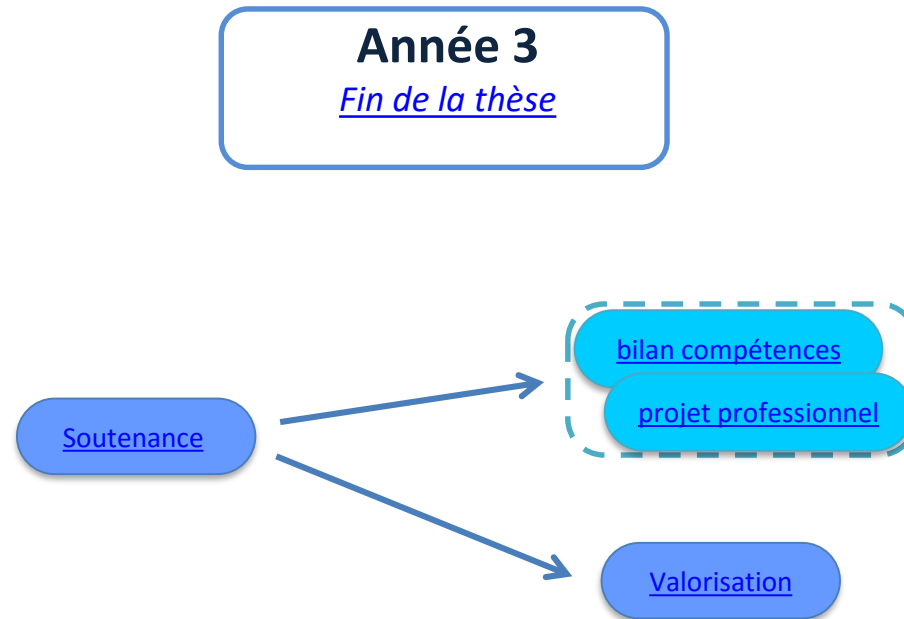 Année 3
Fin de la thèse
bilan compétences
projet professionnel
Soutenance
Valorisation